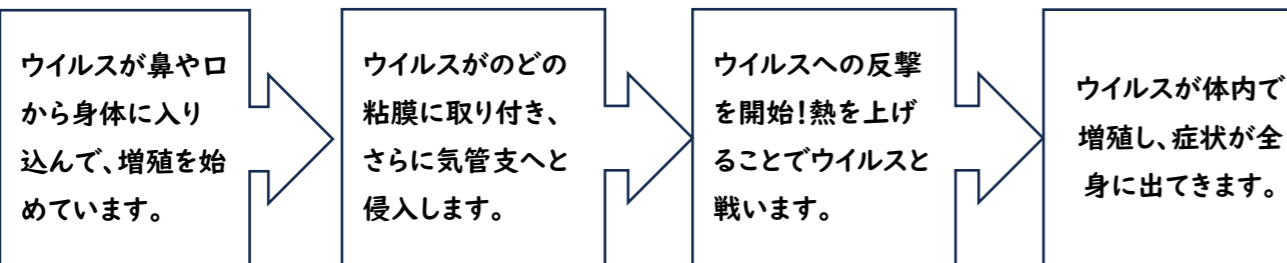 ウイルスが鼻や口
から身体に入り
込んで、増殖を始
めています。
ウイルスがのどの
粘膜に取り付き、
さらに気管支へと
侵入します。
ウイルスへの反撃
を開始！熱を上げ
ることでウイルスと
戦います。
ウイルスが体内で
増殖し、症状が全
身に出てきます。